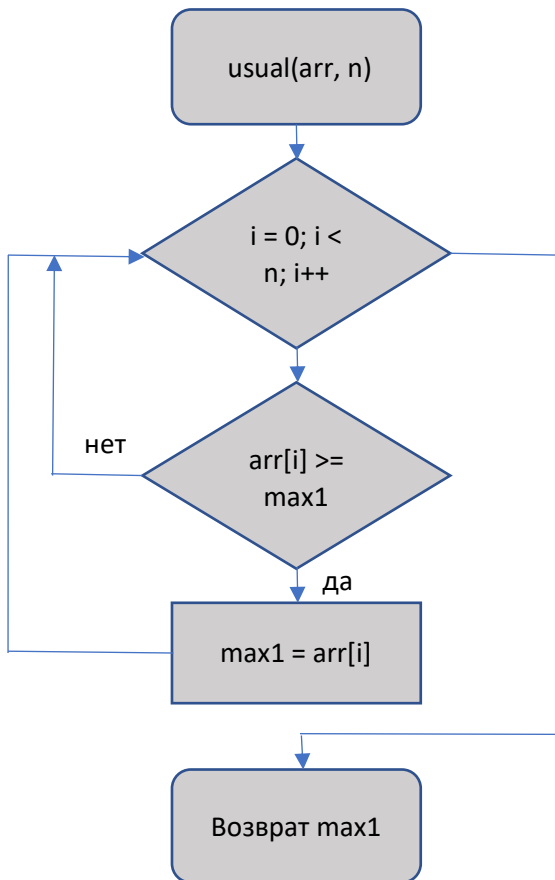 usual(arr, n)
i = 0; i <
n; i++
нет
arr[i] >=
max1
да
max1 = arr[i]
Возврат max1